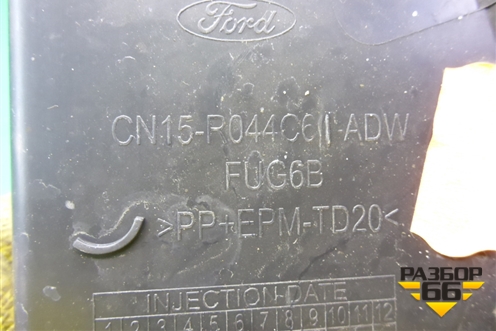 Ford
CN15-P044C61-ADW
FUG6B
>PP+EPM-TD20<
INJECTION-DATE
1 2 3 4 5 6 7 8 9 10 11 12
РАЗБОР
66